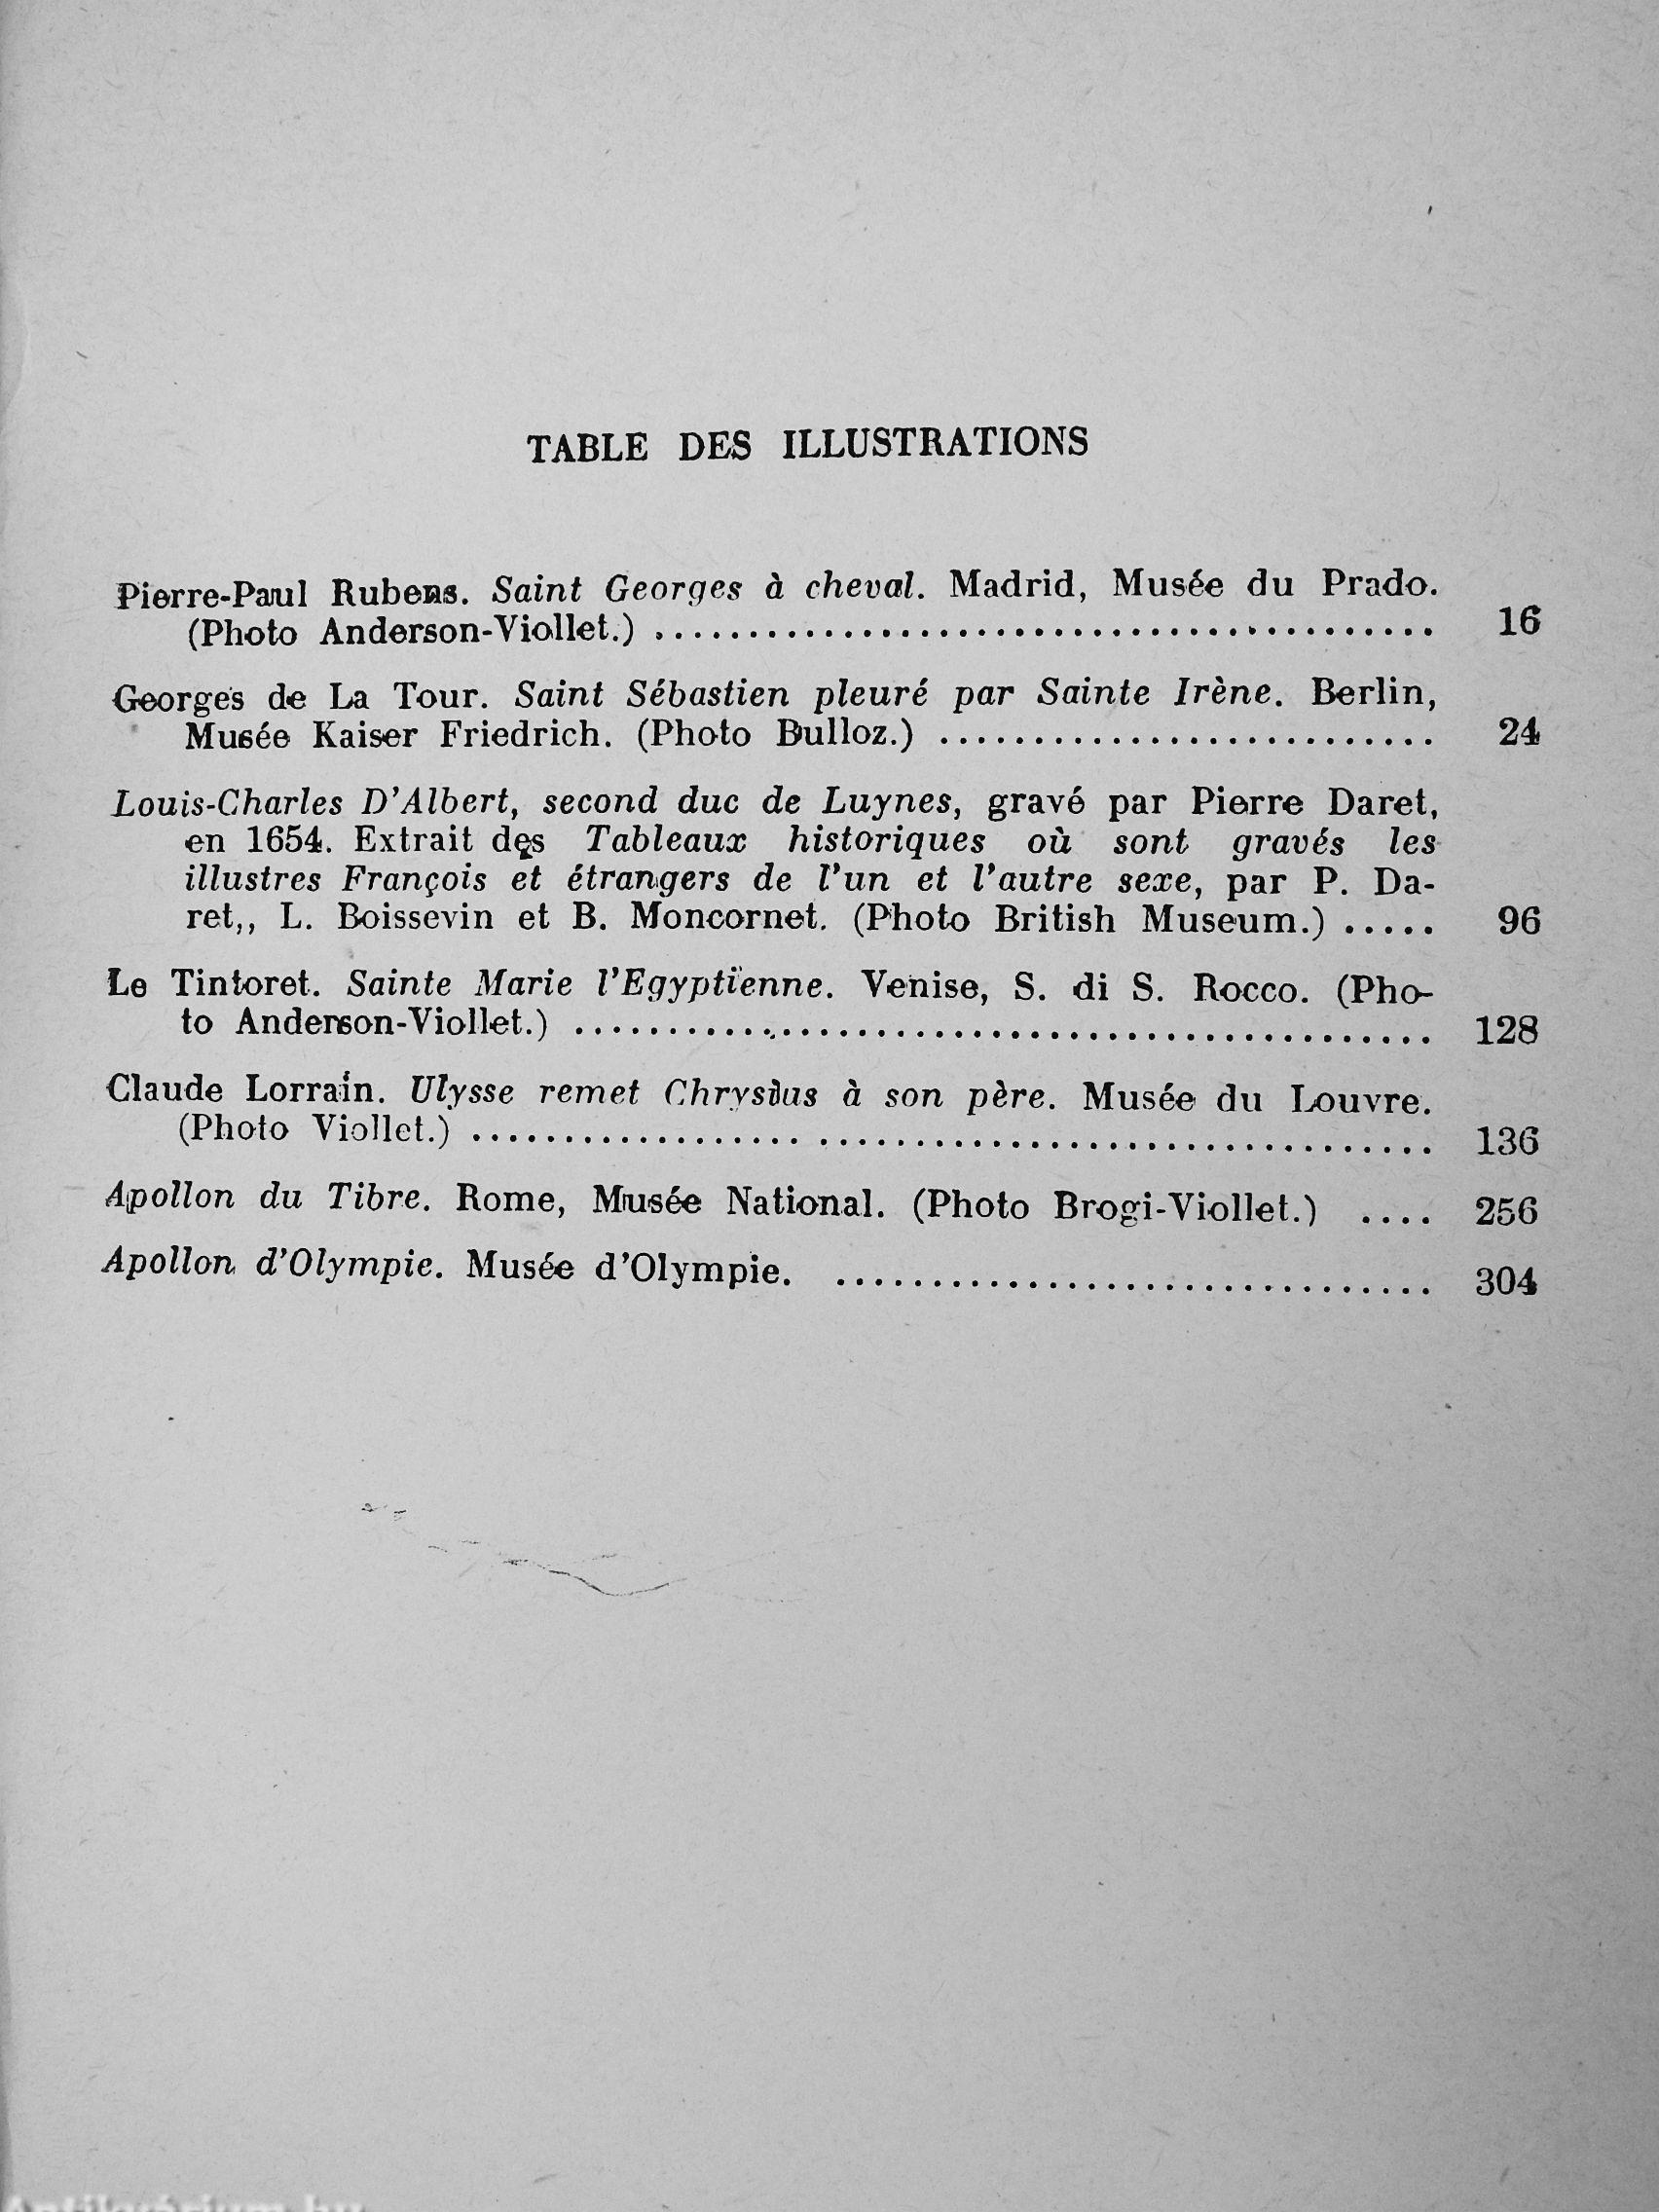 TABLE DES ILLUSTRATIONS
Pierre-Paul Rubens. Saint Georges à cheval. Madrid, Musée du Prado.
(Photo Anderson-Viollet.) ........................................ 16
Georges de La Tour. Saint Sébastien pleuré par Sainte Irène. Berlin,
Musée Kaiser Friedrich. (Photo Bulloz.) ........................... 24
Louis-Charles D'Albert, second duc de Luynes, gravé par Pierre Daret,
en 1654. Extrait des Tableaux historiques où sont gravés les
illustres François et étrangers de l'un et l'autre sexe, par P. Da-
ret,, L. Boissevin et B. Moncornet. (Photo British Museum.) ..... 96
Le Tintoret. Sainte Marie l'Egyptïenne. Venise, S. di S. Rocco. (Pho-
to Anderson-Viollet.) .............................................. 128
Claude Lorrain. Ulysse remet à son père. Musée du Louvre.
(Photo Viollet.) .................................................... 136
Apollon du Tibre. Rome, Musée National. (Photo Brogi-Viollet.) .... 256
Apollon d'Olympie. Musée d'Olympie. ................................ 304